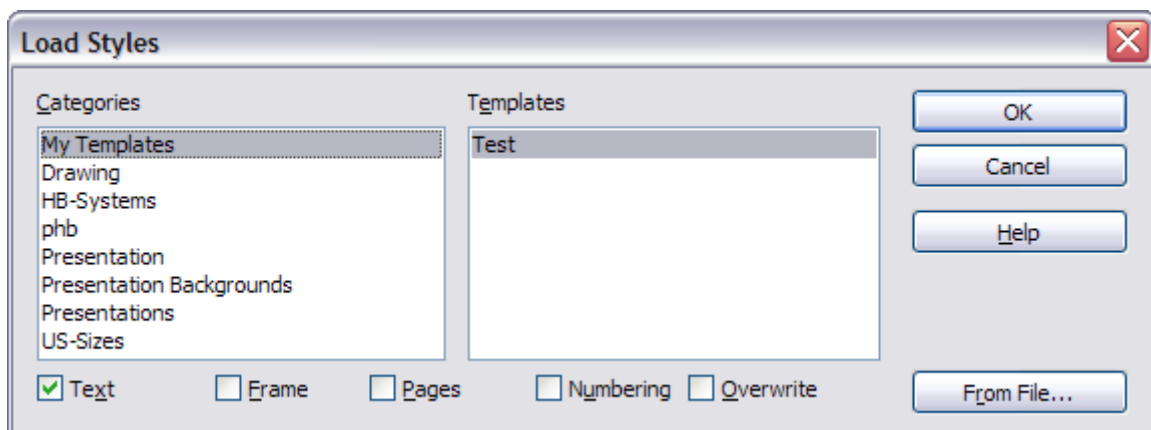 Load Styles
Categories
Templates
My Templates
Drawing
HB-Systems
phb
Presentation
Presentation Backgrounds
Presentations
US-Sizes
Test
OK
Cancel
Help
Text Frame Pages Numbering Overwrite
From File...